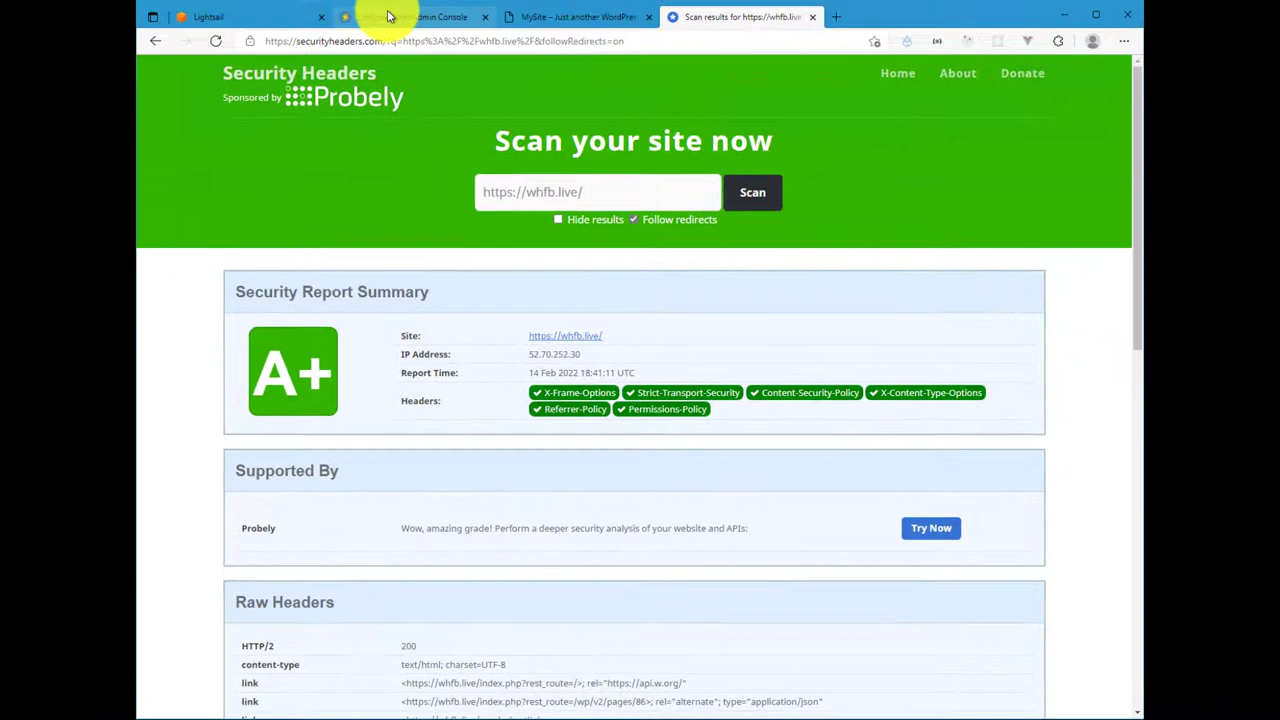 Lightsail
Admin Console
MySite – Just another WordPres
Scan results for https://whfb.live/
https://securityheaders.com/?q=https%3A%2F%2Fwhfb.live%2F&followRedirects=on
Security Headers
Sponsored by Probely
Home About Donate
Scan your site now
https://whfb.live/ Scan
Hide results Follow redirects
Security Report Summary
A+
Site: https://whfb.live/
IP Address: 52.70.252.30
Report Time: 14 Feb 2022 18:41:11 UTC
Headers: X-Frame-Options Strict-Transport-Security Content-Security-Policy X-Content-Type-Options
Referrer-Policy Permissions-Policy
Supported By
Probely Wow, amazing grade! Perform a deeper security analysis of your website and APIs: Try Now
Raw Headers
HTTP/2 200
content-type text/html; charset=UTF-8
link <https://whfb.live/index.php?rest_route=/>; rel="https://api.w.org/"
link <https://whfb.live/index.php?rest_route=/wp/v2/pages/86>; rel="alternate"; type="application/json"